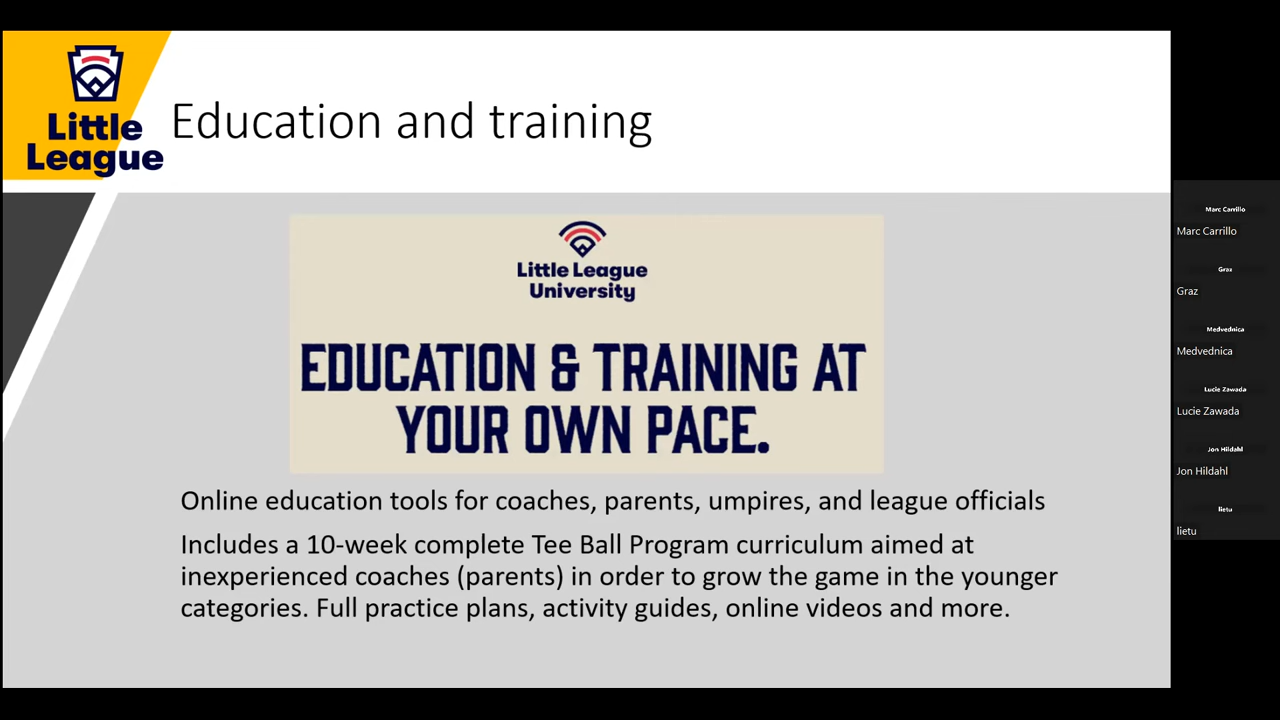 Little
League
Education and training
Little League
University
EDUCATION & TRAINING AT
YOUR OWN PACE.
Online education tools for coaches, parents, umpires, and league officials
Includes a 10-week complete Tee Ball Program curriculum aimed at
inexperienced coaches (parents) in order to grow the game in the younger
categories. Full practice plans, activity guides, online videos and more.
Marc Carrillo
Marc Carrillo
Graz
Graz
Medvednica
Medvednica
Lucie Zawada
Lucie Zawada
Jon Hildahl
Jon Hildahl
lietu
lietu